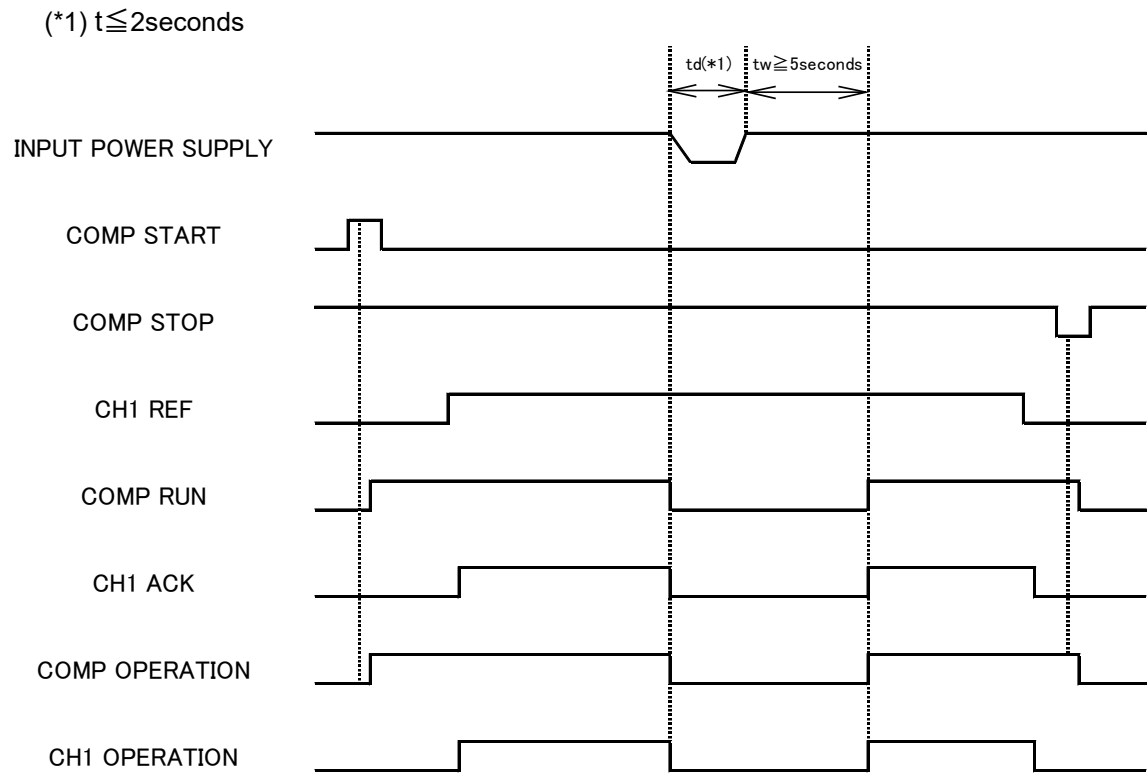 (*1) t≦2seconds
td(*1) tw≧5seconds
INPUT POWER SUPPLY
COMP START
COMP STOP
CH1 REF
COMP RUN
CH1 ACK
COMP OPERATION
CH1 OPERATION